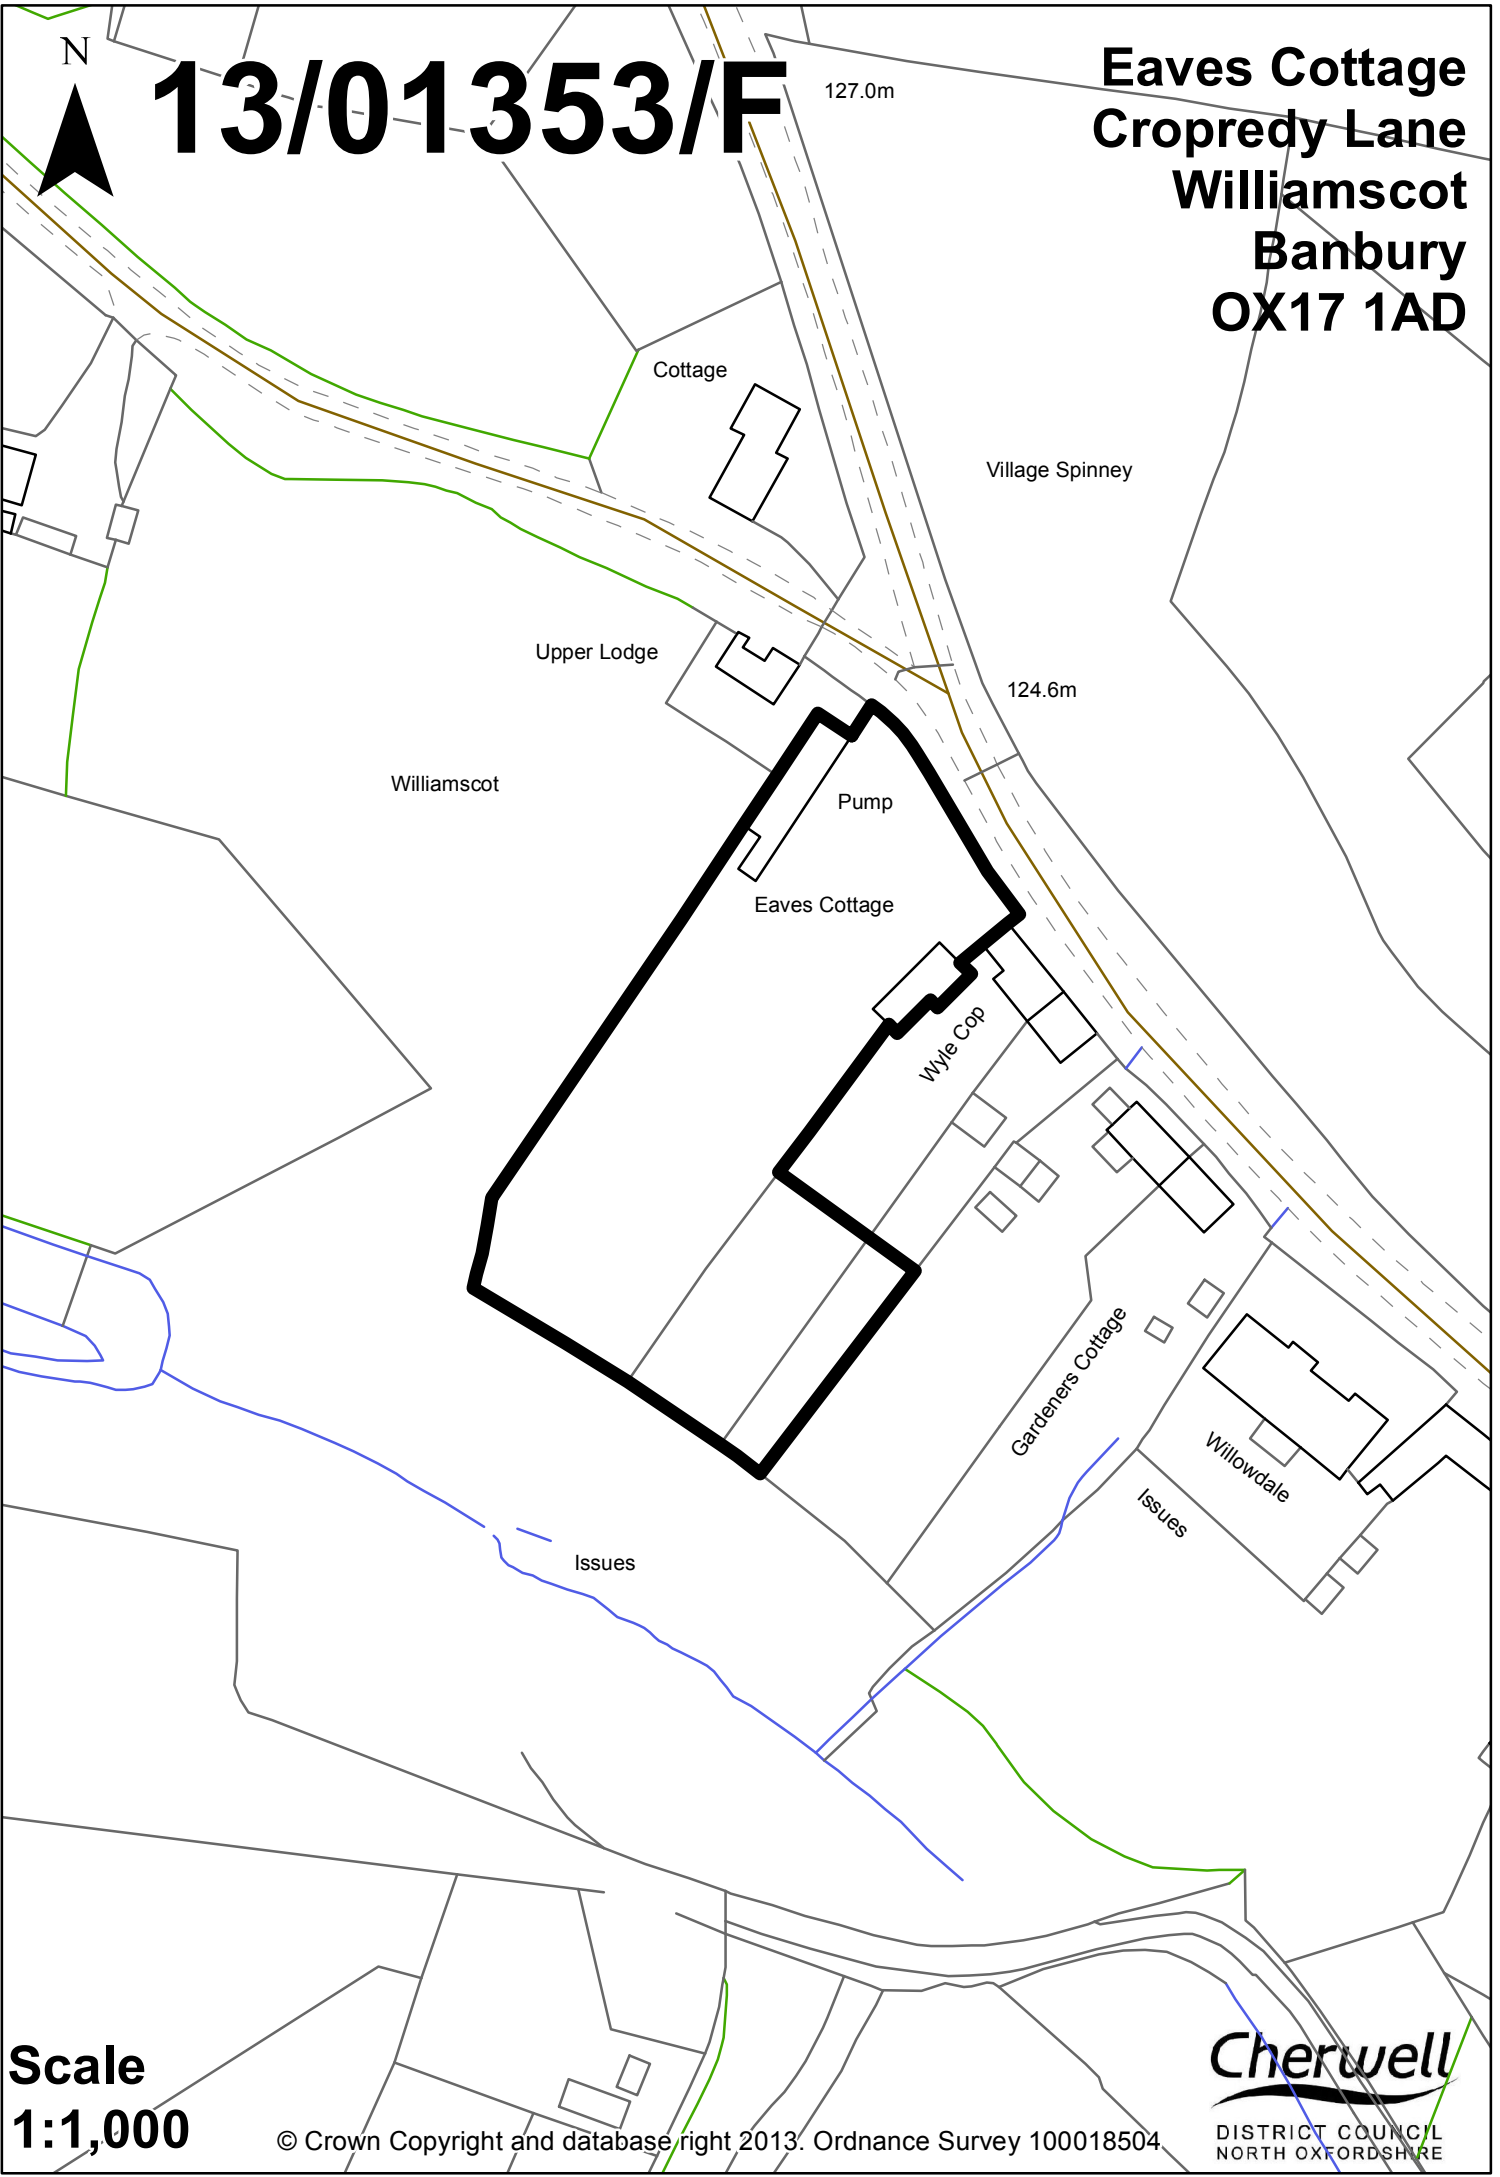 N
13/01353/F
127.0m
Eaves Cottage
Cropredy Lane
Williamscot
Banbury
OX17 1AD
Cottage
Village Spinney
Upper Lodge
124.6m
Williamscot
Pump
Eaves Cottage
Wyle Cop
Gardeners Cottage
Willowdale
Issues
Issues
Scale
1:1,000
© Crown Copyright and database right 2013. Ordnance Survey 100018504
Cherwell
DISTRICT COUNCIL
NORTH OXFORDSHIRE